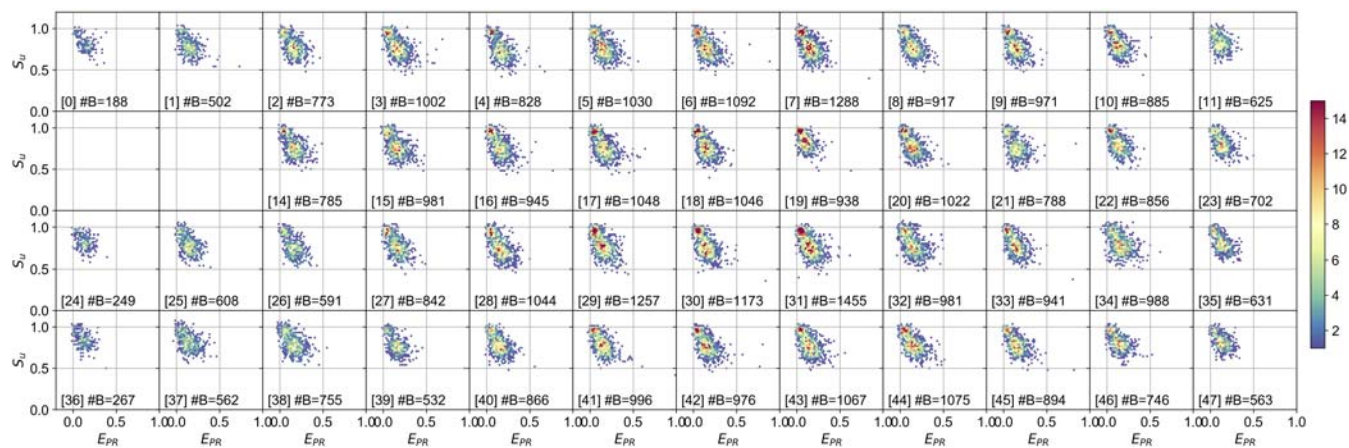 1.0
S_u 0.5
0.0
[0] #B=188 [1] #B=502 [2] #B=773 [3] #B=1002 [4] #B=828 [5] #B=1030 [6] #B=1092 [7] #B=1288 [8] #B=917 [9] #B=971 [10] #B=885 [11] #B=625
1.0
S_u 0.5
0.0
[14] #B=785 [15] #B=981 [16] #B=945 [17] #B=1048 [18] #B=1046 [19] #B=938 [20] #B=1022 [21] #B=788 [22] #B=856 [23] #B=702
1.0
S_u 0.5
0.0
[24] #B=249 [25] #B=608 [26] #B=591 [27] #B=842 [28] #B=1044 [29] #B=1257 [30] #B=1173 [31] #B=1455 [32] #B=981 [33] #B=941 [34] #B=988 [35] #B=631
1.0
S_u 0.5
0.0
[36] #B=267 [37] #B=562 [38] #B=755 [39] #B=532 [40] #B=866 [41] #B=996 [42] #B=976 [43] #B=1067 [44] #B=1075 [45] #B=894 [46] #B=746 [47] #B=563
0.0 0.5 1.00.0 0.5 1.00.0 0.5 1.00.0 0.5 1.00.0 0.5 1.00.0 0.5 1.00.0 0.5 1.00.0 0.5 1.00.0 0.5 1.00.0 0.5 1.00.0 0.5 1.00.0 0.5 1.0
E_PR E_PR E_PR E_PR E_PR E_PR E_PR E_PR E_PR E_PR E_PR E_PR
14
12
10
8
6
4
2